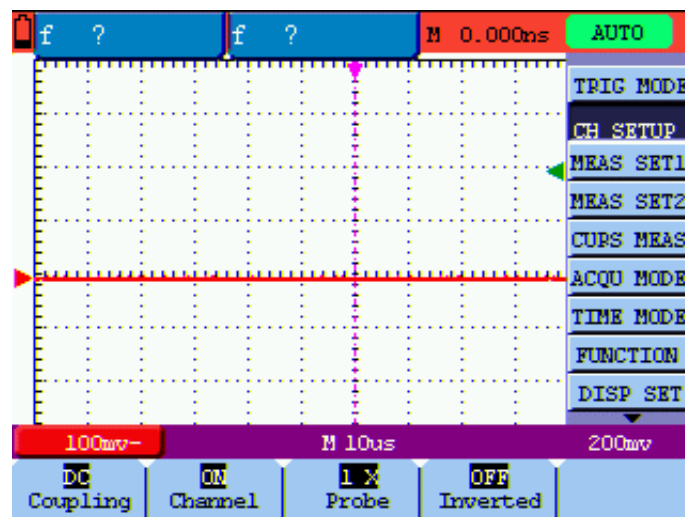 f ? f ? M 0.000ns AUTO
TRIG MODE
CH SETUP
MEAS SET1
MEAS SET2
CURS MEAS
ACQU MODE
TIME MODE
FUNCTION
DISP SET
100mv- M 10us 200mv
DC ON 1 X OFF
Coupling Channel Probe Inverted